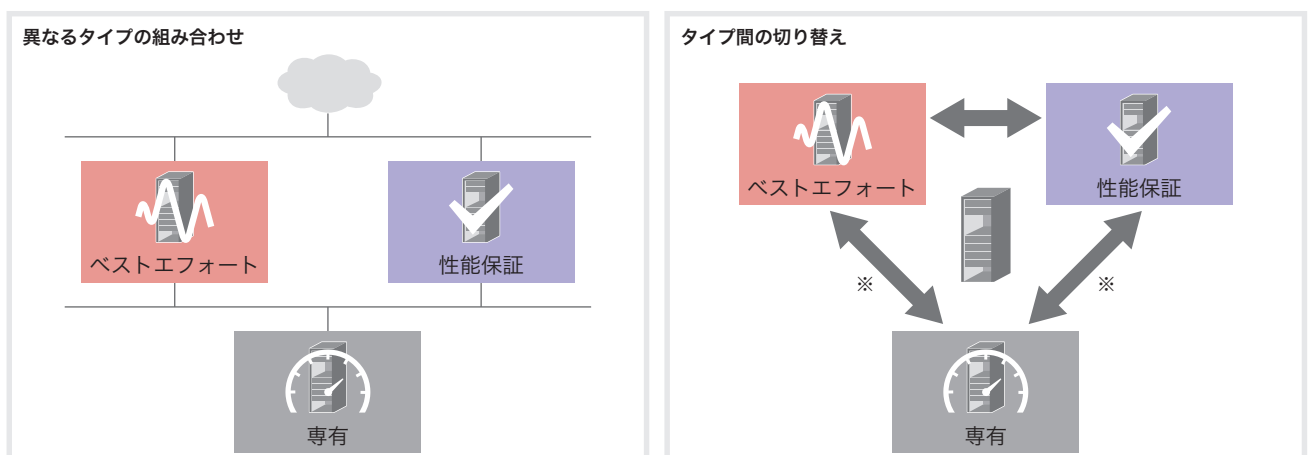 異なるタイプの組み合わせ
ベストエフォート
性能保証
専有
タイプ間の切り替え
ベストエフォート
性能保証
※
※
専有